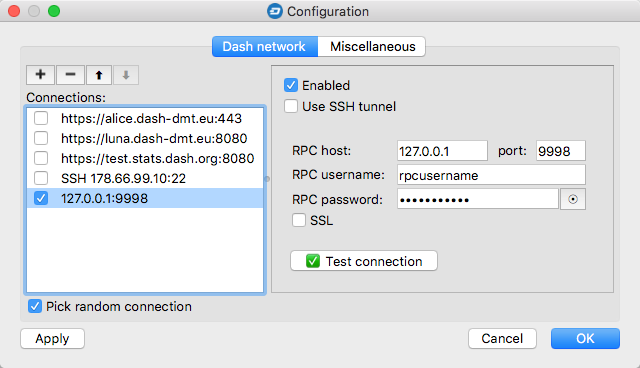 Configuration
Dash network Miscellaneous
Connections:
https://alice.dash-dmt.eu:443
https://luna.dash-dmt.eu:8080
https://test.stats.dash.org:8080
SSH 178.66.99.10:22
127.0.0.1:9998
Pick random connection
Enabled
Use SSH tunnel
RPC host: 127.0.0.1 port: 9998
RPC username: rpcusername
RPC password: •••••••••••
SSL
Test connection
Apply Cancel OK